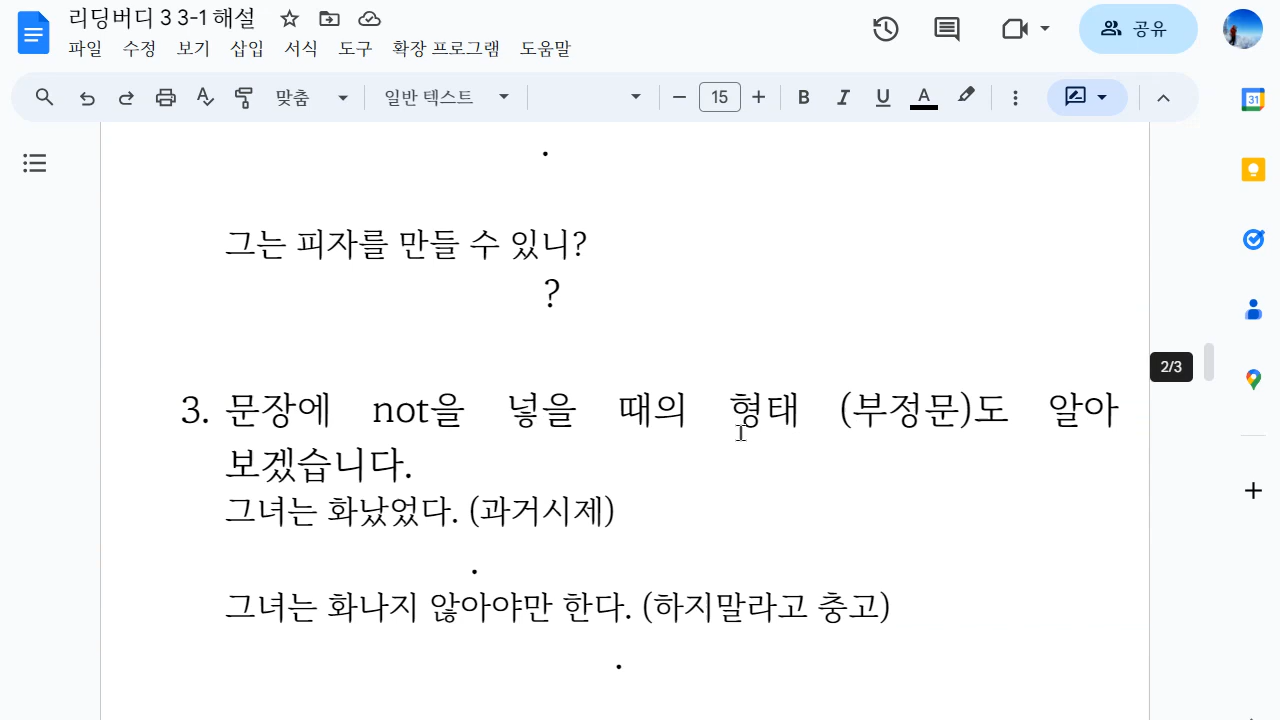 리딩버디 3 3-1 해설
파일 수정 보기 삽입 서식 도구 확장 프로그램 도움말
공유
맞춤 일반 텍스트 15 B I U A
31
.
그는 피자를 만들 수 있니?
?
2/3
3. 문장에 not을 넣을 때의 형태 (부정문)도 알아
보겠습니다.
그녀는 화났었다. (과거시제)
.
그녀는 화나지 않아야만 한다. (하지말라고 충고)
.